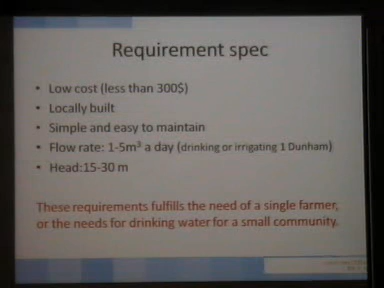 Requirement spec
• Low cost (less than 300$)
• Locally built
• Simple and easy to maintain
• Flow rate: 1-5m³ a day (drinking or irrigating 1 Dunham)
• Head:15-30 m
These requirements fulfills the need of a single farmer,
or the needs for drinking water for a small community.